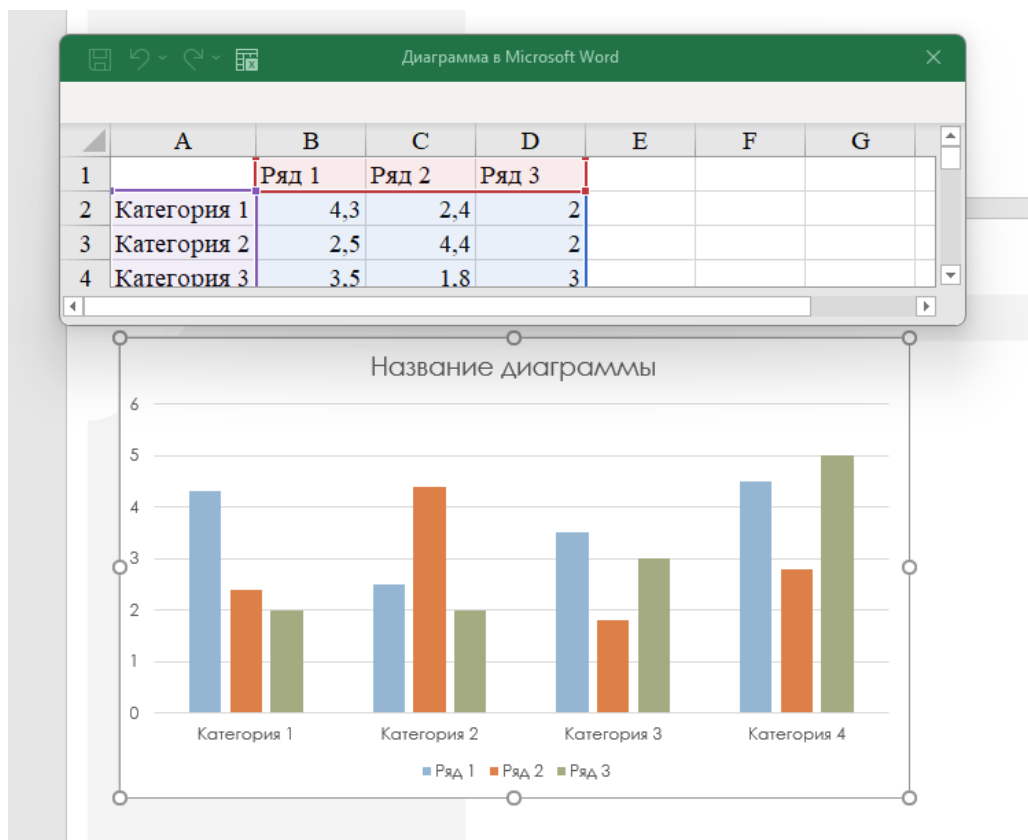 Диаграмма в Microsoft Word
A B C D E F G
1 Ряд 1 Ряд 2 Ряд 3
2 Категория 1 4,3 2,4 2
3 Категория 2 2,5 4,4 2
4 Категория 3 3,5 1,8 3
Название диаграммы
6
5
4
3
2
1
0
Категория 1 Категория 2 Категория 3 Категория 4
Ряд 1 Ряд 2 Ряд 3